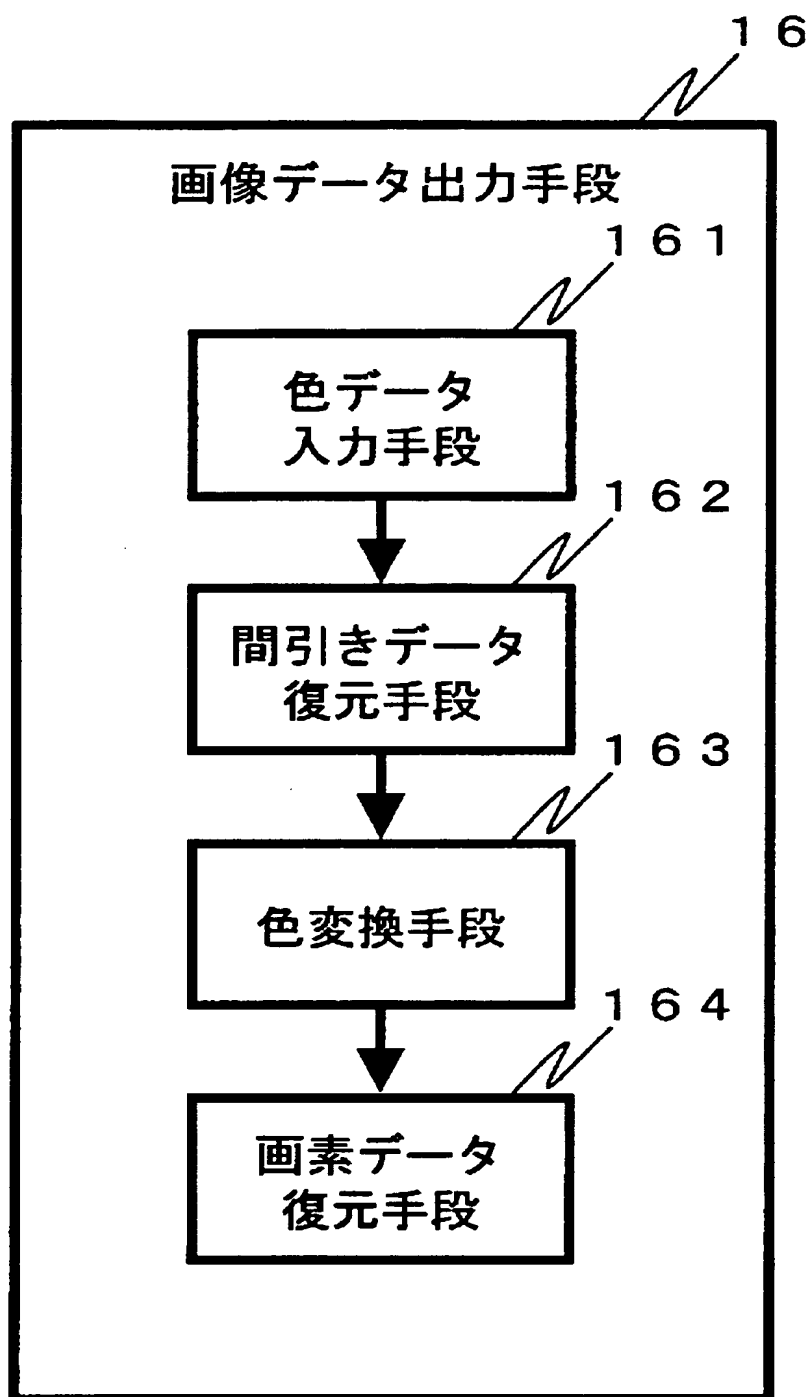 １６
画像データ出力手段
１６１
色データ
入力手段
１６２
間引きデータ
復元手段
１６３
色変換手段
１６４
画素データ
復元手段